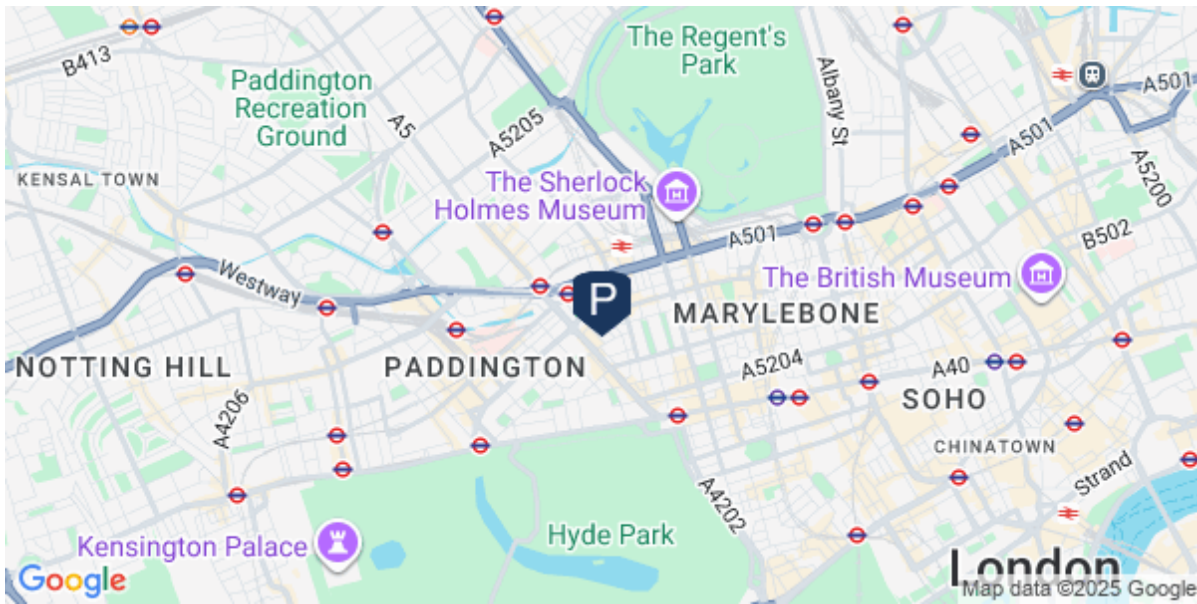 B413
Paddington
Recreation
Ground
A5
A5205
The Regent's
Park
Albany St
A501
A501
A5200
KENSAL TOWN
The Sherlock
Holmes Museum
A501
B502
Westway
The British Museum
P
MARYLEBONE
NOTTING HILL
PADDINGTON
A5204
A40
SOHO
A4206
CHINATOWN
Strand
A4202
Kensington Palace
Hyde Park
London
Google
Map data ©2025 Google